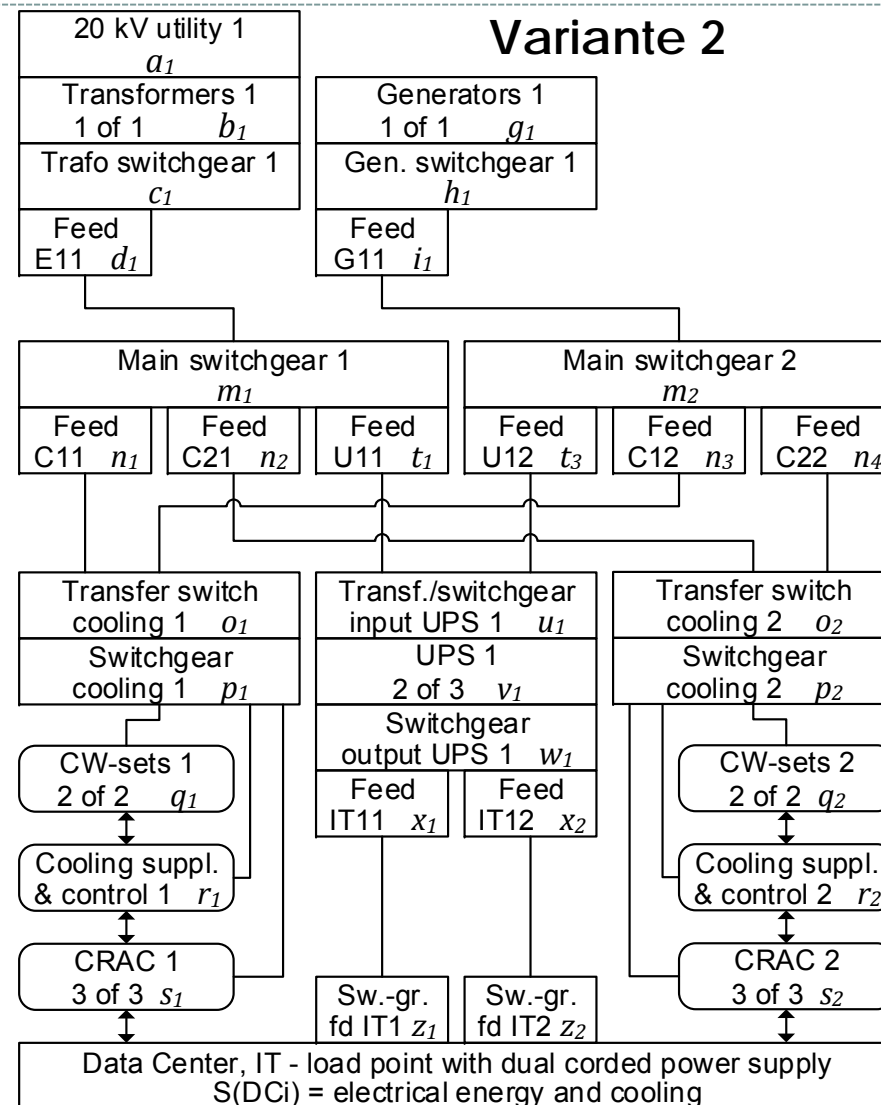 Variante 2
20 kV utility 1
a1
Transformers 1
1 of 1 b1
Trafo switchgear 1
c1
Feed
E11 d1
Generators 1
1 of 1 g1
Gen. switchgear 1
h1
Feed
G11 i1
Main switchgear 1
m1
Feed
C11 n1
Feed
C21 n2
Feed
U11 t1
Main switchgear 2
m2
Feed
U12 t3
Feed
C12 n3
Feed
C22 n4
Transfer switch
cooling 1 o1
Switchgear
cooling 1 p1
CW-sets 1
2 of 2 q1
Cooling suppl.
& control 1 r1
CRAC 1
3 of 3 s1
Transf./switchgear
input UPS 1 u1
UPS 1
2 of 3 v1
Switchgear
output UPS 1 w1
Feed
IT11 x1
Feed
IT12 x2
Sw.-gr.
fd IT1 z1
Sw.-gr.
fd IT2 z2
Transfer switch
cooling 2 o2
Switchgear
cooling 2 p2
CW-sets 2
2 of 2 q2
Cooling suppl.
& control 2 r2
CRAC 2
3 of 3 s2
Data Center, IT - load point with dual corded power supply
S(DCi) = electrical energy and cooling